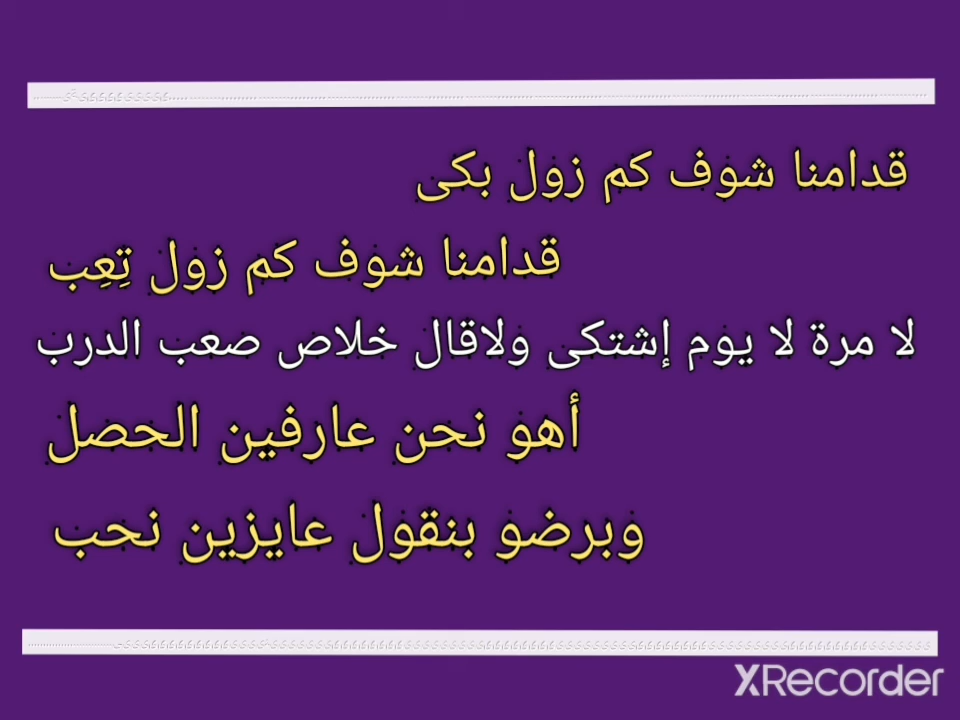 قدامنا شوف كم زول بكى
قدامنا شوف كم زول تِعِب
لا مرة لا يوم إشتكى ولاقال خلاص صعب الدرب
أهو نحن عارفين الحصل
وبرضو بنقول عايزين نحب
XRecorder